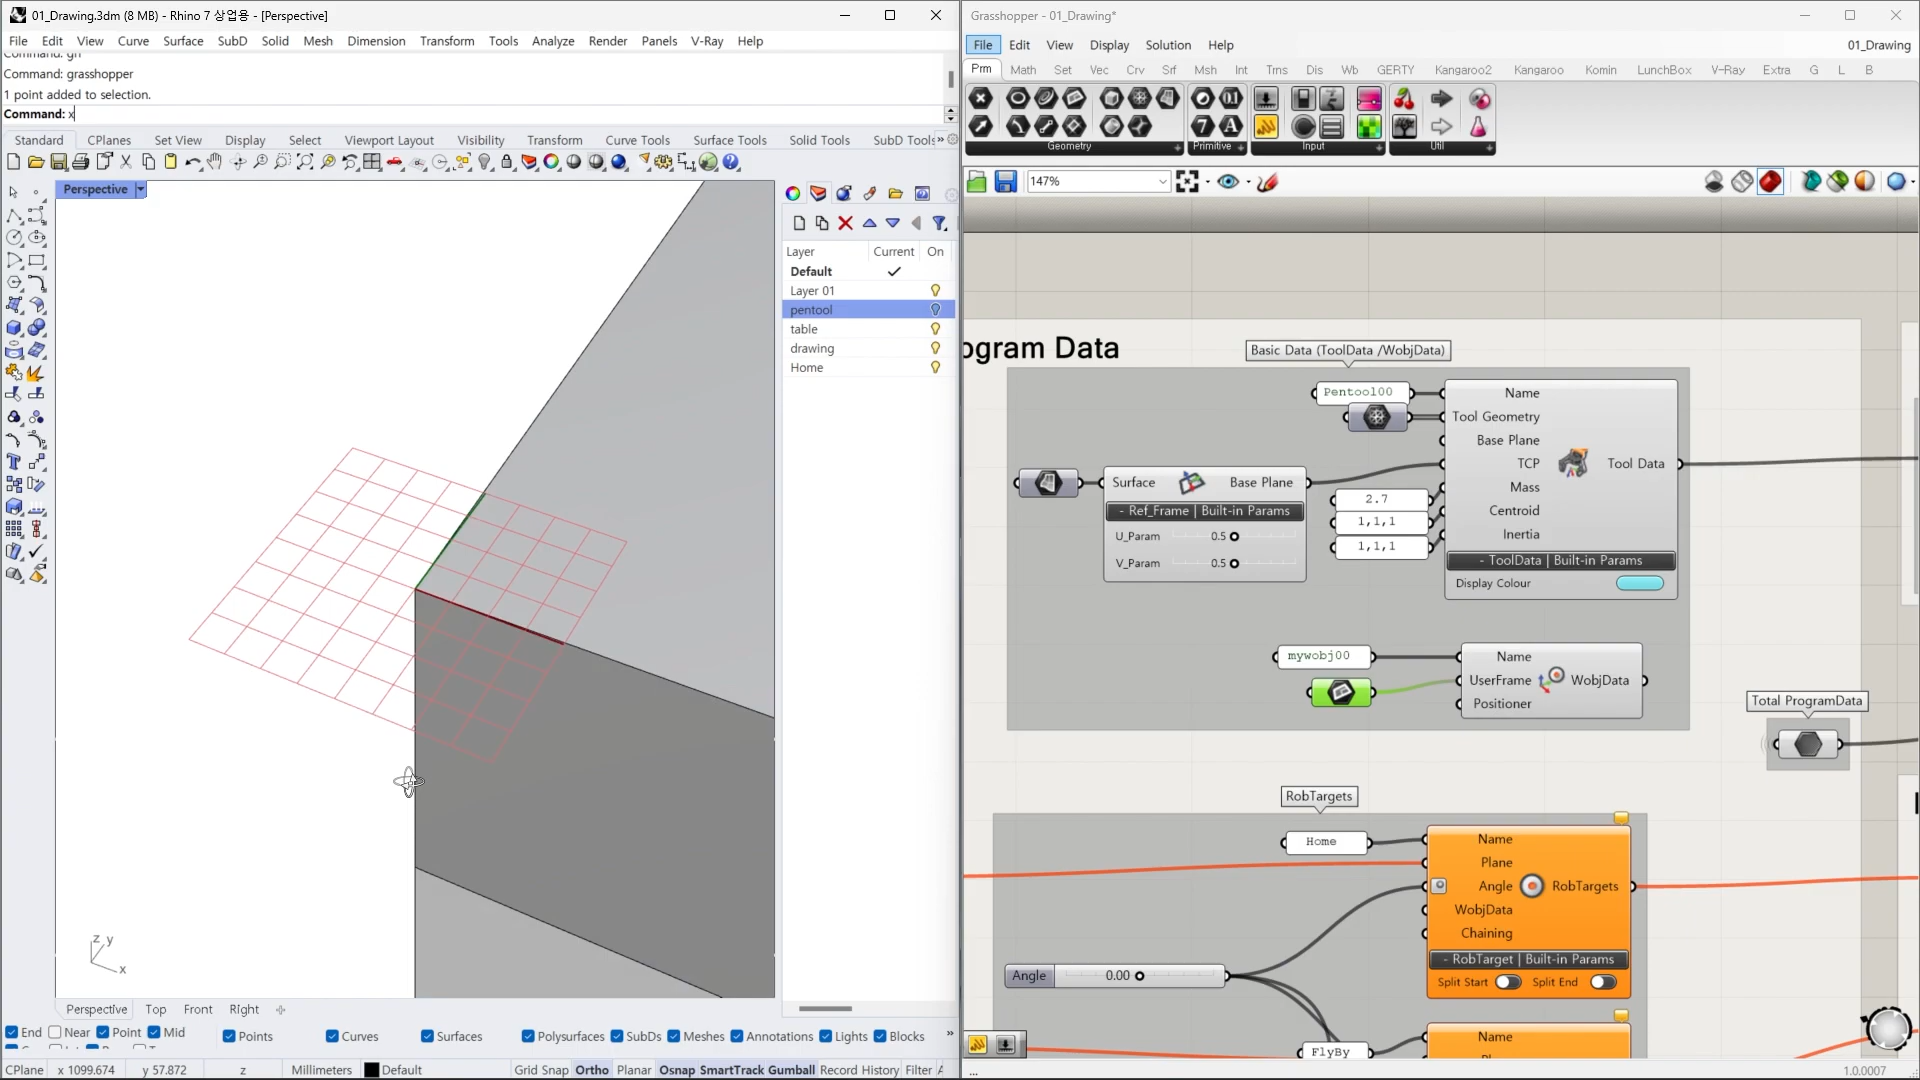 01_Drawing.3dm (8 MB) - Rhino 7 상업용 - [Perspective]
File Edit View Curve Surface SubD Solid Mesh Dimension Transform Tools Analyze Render Panels V-Ray Help
Command: gh
Command: grasshopper
1 point added to selection.
Command: x
Standard CPlanes Set View Display Select Viewport Layout Visibility Transform Curve Tools Surface Tools Solid Tools SubD Tools »
Perspective
Layer Current On
Default
Layer 01
pentool
table
drawing
Home
z y
x
Perspective Top Front Right
End Near Point Mid Points Curves Surfaces Polysurfaces SubDs Meshes Annotations Lights Blocks »
CPlane x 1099.674 y 57.872 z Millimeters Default Grid Snap Ortho Planar Osnap SmartTrack Gumball Record History Filter
Grasshopper - 01_Drawing*
File Edit View Display Solution Help 01_Drawing
Prm Math Set Vec Crv Srf Msh Int Trns Dis Wb GERTY Kangaroo2 Kangaroo Komin LunchBox V-Ray Extra G L B
Geometry Primitive Input Util
147%
ogram Data
Basic Data (ToolData /WobjData)
Pentool00
Name
Tool Geometry
Base Plane
TCP
Mass
Centroid
Inertia
Tool Data
- ToolData | Built-in Params
Display Colour
Surface Base Plane
- Ref_Frame | Built-in Params
U_Param 0.5
V_Param 0.5
2.7
1,1,1
1,1,1
mywobj00
Name
UserFrame
Positioner
WobjData
Total ProgramData
RobTargets
Home
Name
Plane
Angle
WobjData
Chaining
RobTargets
- RobTarget | Built-in Params
Split Start Split End
Angle 0.00
FlyBy
Name
...
1.0.0007